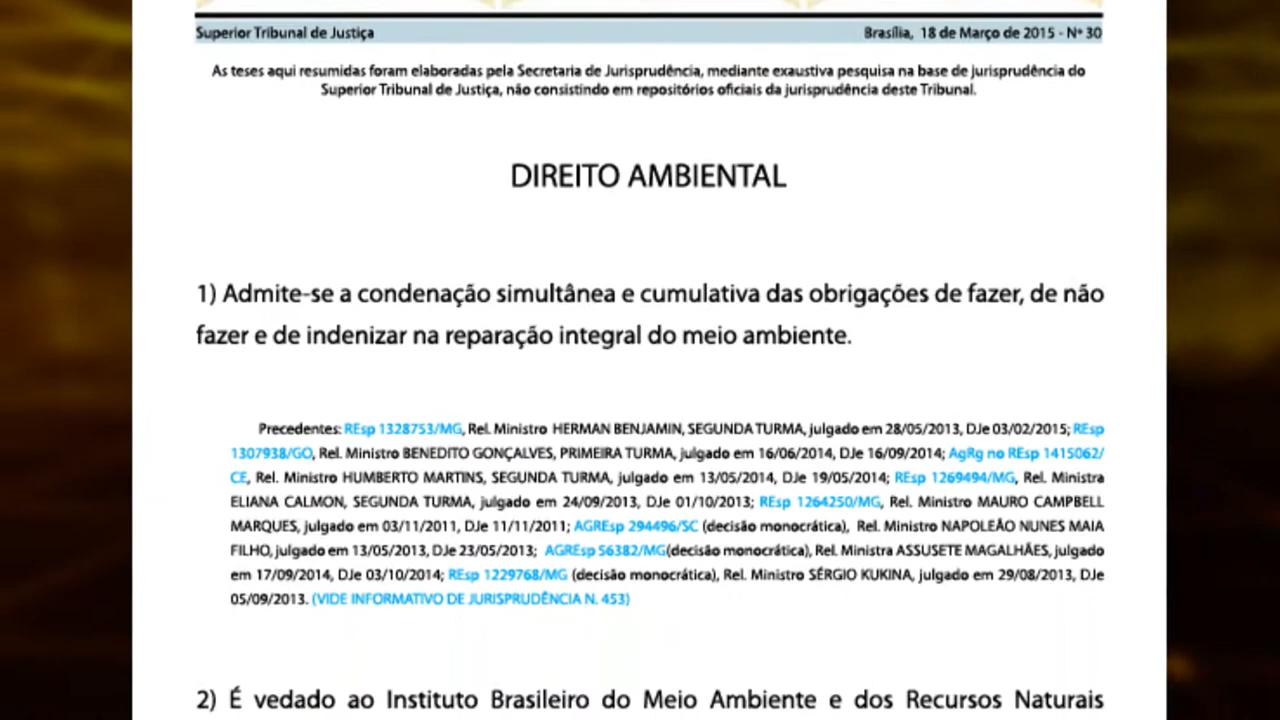 Superior Tribunal de Justiça Brasília, 18 de Março de 2015 - Nº 30
As teses aqui resumidas foram elaboradas pela Secretaria de Jurisprudência, mediante exaustiva pesquisa na base de jurisprudência do
Superior Tribunal de Justiça, não consistindo em repositórios oficiais da jurisprudência deste Tribunal.
DIREITO AMBIENTAL
1) Admite-se a condenação simultânea e cumulativa das obrigações de fazer, de não
fazer e de indenizar na reparação integral do meio ambiente.
Precedentes: REsp 1328753/MG, Rel. Ministro HERMAN BENJAMIN, SEGUNDA TURMA, julgado em 28/05/2013, DJe 03/02/2015; REsp
1307938/GO, Rel. Ministro BENEDITO GONÇALVES, PRIMEIRA TURMA, julgado em 16/06/2014, DJe 16/09/2014; AgRg no REsp 1415062/
CE, Rel. Ministro HUMBERTO MARTINS, SEGUNDA TURMA, julgado em 13/05/2014, DJe 19/05/2014; REsp 1269494/MG, Rel. Ministra
ELIANA CALMON, SEGUNDA TURMA, julgado em 24/09/2013, DJe 01/10/2013; REsp 1264250/MG, Rel. Ministro MAURO CAMPBELL
MARQUES, julgado em 03/11/2011, DJe 11/11/2011; AGREsp 294496/SC (decisão monocrática), Rel. Ministro NAPOLEÃO NUNES MAIA
FILHO, julgado em 13/05/2013, DJe 23/05/2013; AGREsp 56382/MG(decisão monocrática), Rel. Ministra ASSUSETE MAGALHÃES, julgado
em 17/09/2014, DJe 03/10/2014; REsp 1229768/MG (decisão monocrática), Rel. Ministro SÉRGIO KUKINA, julgado em 29/08/2013, DJe
05/09/2013. (VIDE INFORMATIVO DE JURISPRUDÊNCIA N. 453)
2) É vedado ao Instituto Brasileiro do Meio Ambiente e dos Recursos Naturais